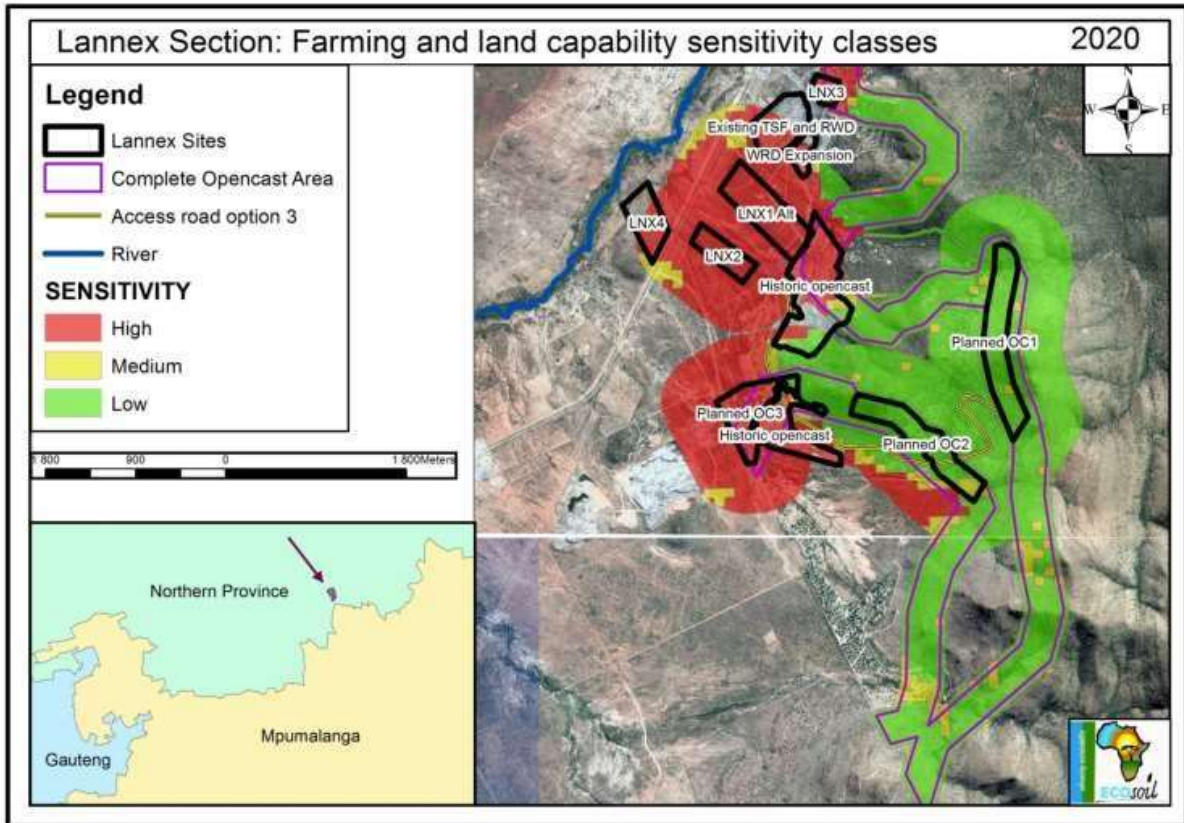 Lannex Section: Farming and land capability sensitivity classes 2020
Legend
Lannex Sites
Complete Opencast Area
Access road option 3
River
SENSITIVITY
High
Medium
Low
1 800 900 0 1 800Meters
Northern Province
Gauteng
Mpumalanga
N
W E
S
LNX3
Existing TSF and RWD
WRD Expansion
LNX1 Alt
LNX4
LNX2
Historic opencast
Planned OC1
Planned OC3
Historic opencast
Planned OC2
ECOsoil